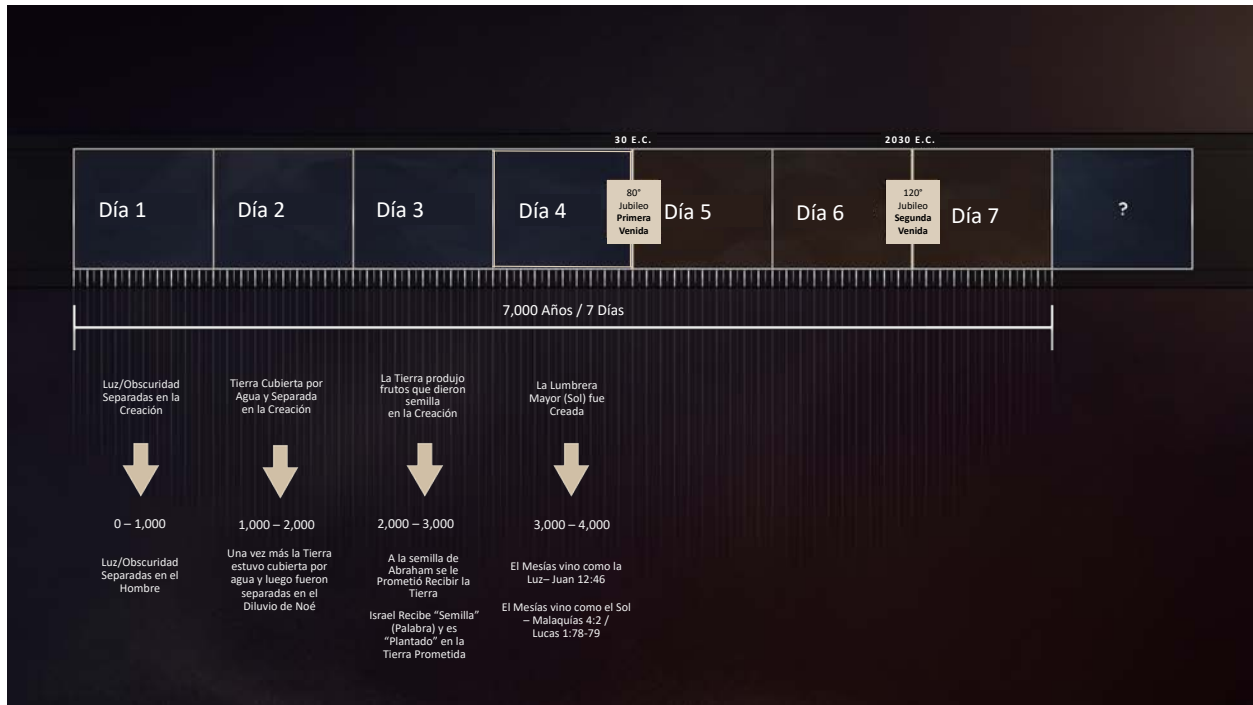 30 E.C.
2030 E.C.
Día 1
Día 2
Día 3
Día 4
80°
Jubileo
Primera
Venida
Día 5
Día 6
120°
Jubileo
Segunda
Venida
Día 7
?
7,000 Años / 7 Días
Luz/Obscuridad
Separadas en la
Creación
Tierra Cubierta por
Agua y Separada
en la Creación
La Tierra produjo
frutos que dieron
semilla
en la Creación
La Lumbrera
Mayor (Sol) fue
Creada
0 – 1,000
1,000 – 2,000
2,000 – 3,000
3,000 – 4,000
Luz/Obscuridad
Separadas en el
Hombre
Una vez más la Tierra
estuvo cubierta por
agua y luego fueron
separadas en el
Diluvio de Noé
A la semilla de
Abraham se le
Prometió Recibir la
Tierra
Israel Recibe “Semilla”
(Palabra) y es
“Plantado” en la
Tierra Prometida
El Mesías vino como la
Luz– Juan 12:46
El Mesías vino como el Sol
– Malaquías 4:2 /
Lucas 1:78-79